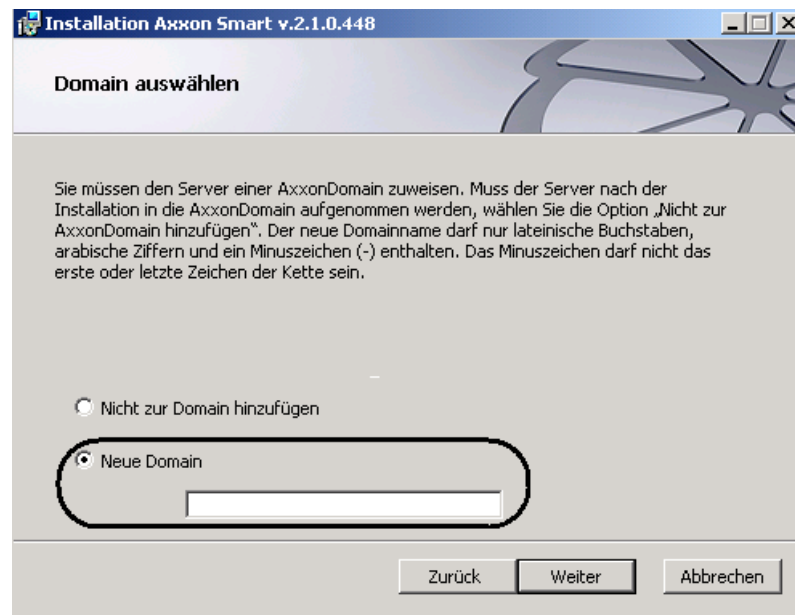 Installation Axxon Smart v.2.1.0.448
Domain auswählen
Sie müssen den Server einer AxxonDomain zuweisen. Muss der Server nach der
Installation in die AxxonDomain aufgenommen werden, wählen Sie die Option „Nicht zur
AxxonDomain hinzufügen“. Der neue Domainname darf nur lateinische Buchstaben,
arabische Ziffern und ein Minuszeichen (-) enthalten. Das Minuszeichen darf nicht das
erste oder letzte Zeichen der Kette sein.
Nicht zur Domain hinzufügen
Neue Domain
Zurück Weiter Abbrechen